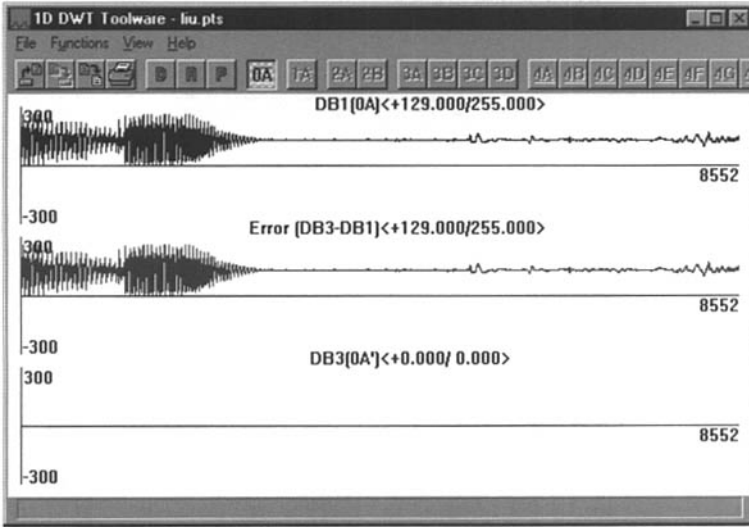 1D DWT Toolware - liu.pts
File Functions View Help
D R P 0A 1A 2A 2B 3A 3B 3C 3D 4A 4B 4C 4D 4E 4F 4G
DB1(0A)<+129.000/255.000>
300
8552
-300
Error (DB3-DB1)<+129.000/255.000>
300
8552
-300
DB3(0A')<+0.000/ 0.000>
300
8552
-300